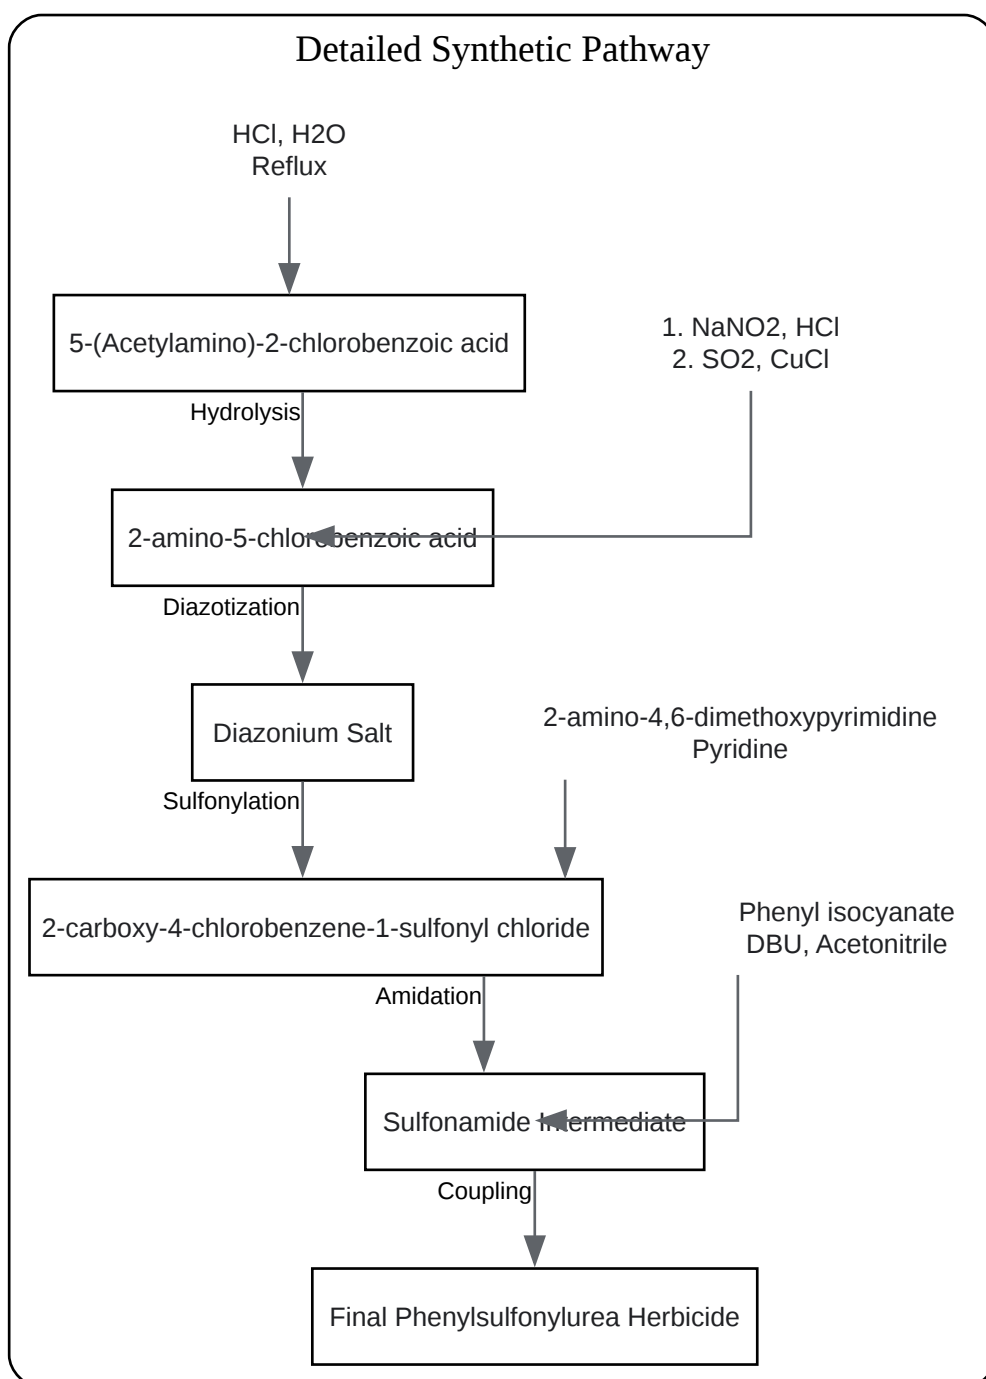 Detailed Synthetic Pathway
HCl, H2O
Reflux
5-(Acetylamino)-2-chlorobenzoic acid
1. NaNO2, HCl
2. SO2, CuCl
Hydrolysis
2-amino-5-chlorobenzoic acid
Diazotization
Diazonium Salt
2-amino-4,6-dimethoxypyrimidine
Pyridine
Sulfonylation
2-carboxy-4-chlorobenzene-1-sulfonyl chloride
Phenyl isocyanate
DBU, Acetonitrile
Amidation
Sulfonamide Intermediate
Coupling
Final Phenylsulfonylurea Herbicide